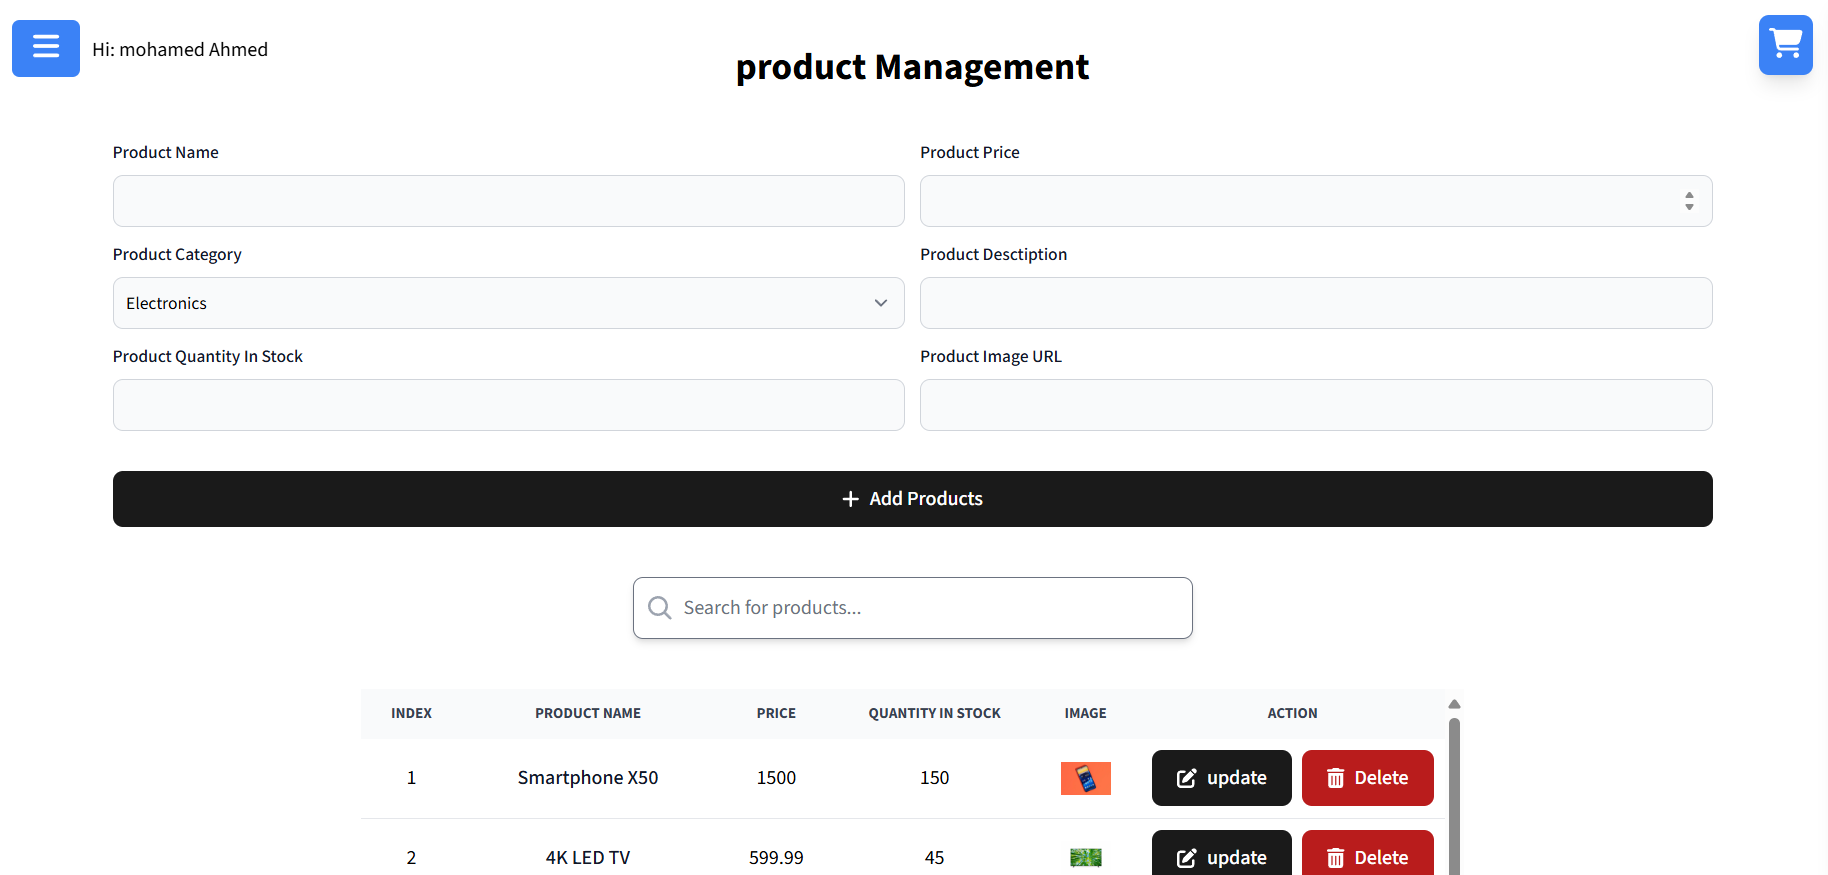 Hi: mohamed Ahmed
product Management
Product Name
Product Price
Product Category
Product Desctiption
Electronics
Product Quantity In Stock
Product Image URL
Add Products
Search for products...
INDEX PRODUCT NAME PRICE QUANTITY IN STOCK IMAGE ACTION
1 Smartphone X50 1500 150 update Delete
2 4K LED TV 599.99 45 update Delete